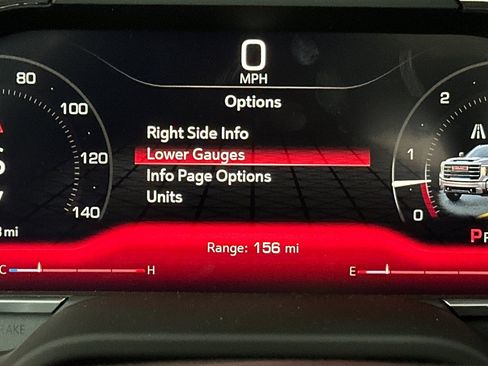 0
MPH
Options
Right Side Info
Lower Gauges
Info Page Options
Units
80
100
120
140
mi
2
1
0
P
Range: 156 mi
C
H
E
RAKE